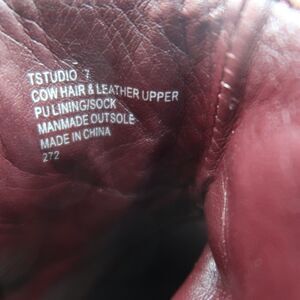 TSTUDIO 7
COW HAIR & LEATHER UPPER
PU LINING/SOCK
MANMADE OUTSOLE
MADE IN CHINA
272